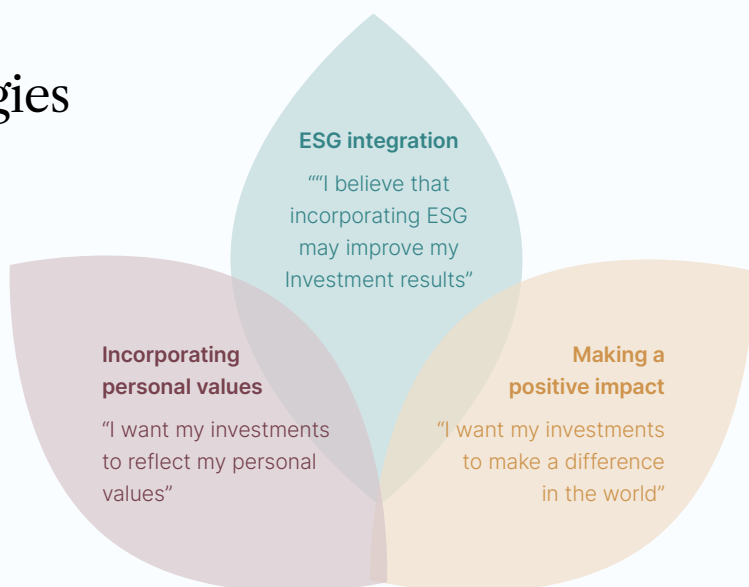 gies
ESG integration
““I believe that
incorporating ESG
may improve my
Investment results”
Incorporating
personal values
“I want my investments
to reflect my personal
values”
Making a
positive impact
“I want my investments
to make a difference
in the world”